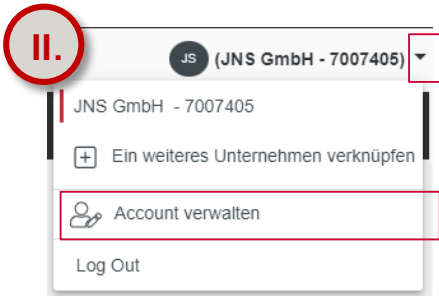 II.
JS (JNS GmbH - 7007405)
JNS GmbH - 7007405
Ein weiteres Unternehmen verknüpfen
Account verwalten
Log Out